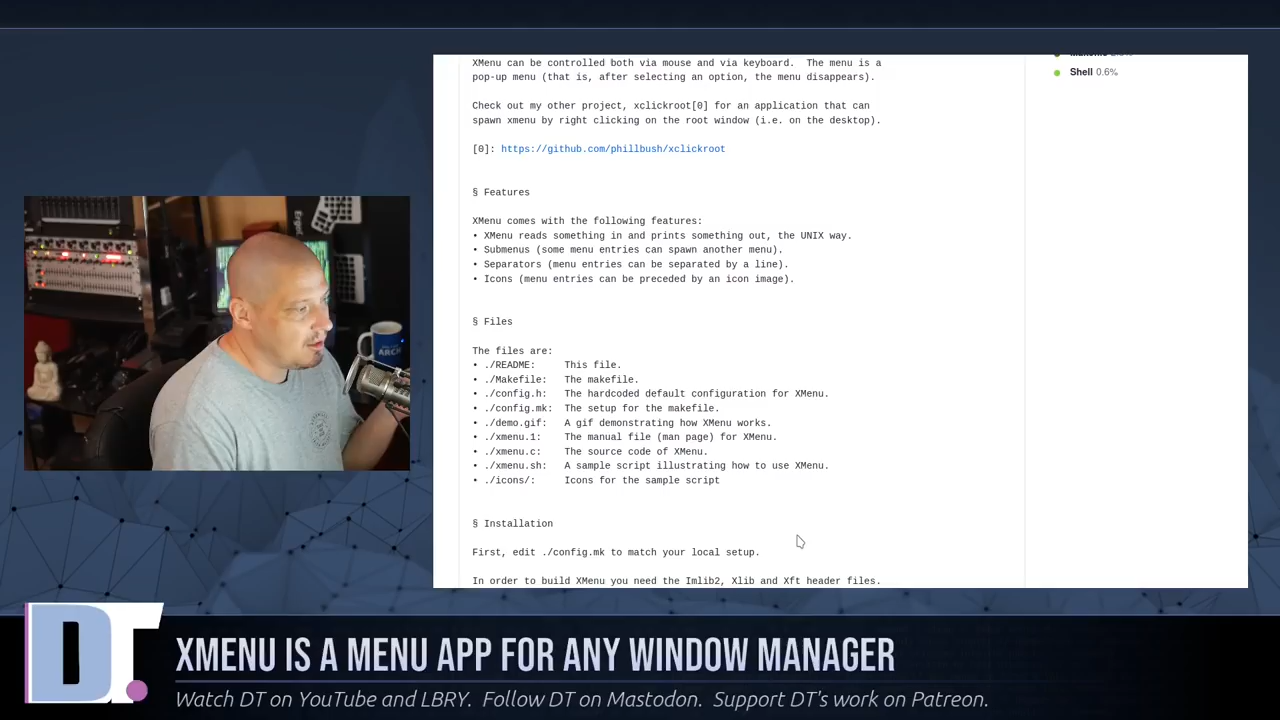 XMenu can be controlled both via mouse and via keyboard.  The menu is a
pop-up menu (that is, after selecting an option, the menu disappears).
Check out my other project, xclickroot[0] for an application that can
spawn xmenu by right clicking on the root window (i.e. on the desktop).
[0]: https://github.com/phillbush/xclickroot
§ Features
XMenu comes with the following features:
• XMenu reads something in and prints something out, the UNIX way.
• Submenus (some menu entries can spawn another menu).
• Separators (menu entries can be separated by a line).
• Icons (menu entries can be preceded by an icon image).
§ Files
The files are:
• ./README:     This file.
• ./Makefile:   The makefile.
• ./config.h:   The hardcoded default configuration for XMenu.
• ./config.mk:  The setup for the makefile.
• ./demo.gif:   A gif demonstrating how XMenu works.
• ./xmenu.1:    The manual file (man page) for XMenu.
• ./xmenu.c:    The source code of XMenu.
• ./xmenu.sh:   A sample script illustrating how to use XMenu.
• ./icons/:     Icons for the sample script
§ Installation
First, edit ./config.mk to match your local setup.
In order to build XMenu you need the Imlib2, Xlib and Xft header files.
Shell 0.6%
ARCH
DT.
XMENU IS A MENU APP FOR ANY WINDOW MANAGER
Watch DT on YouTube and LBRY.  Follow DT on Mastodon.  Support DT's work on Patreon.